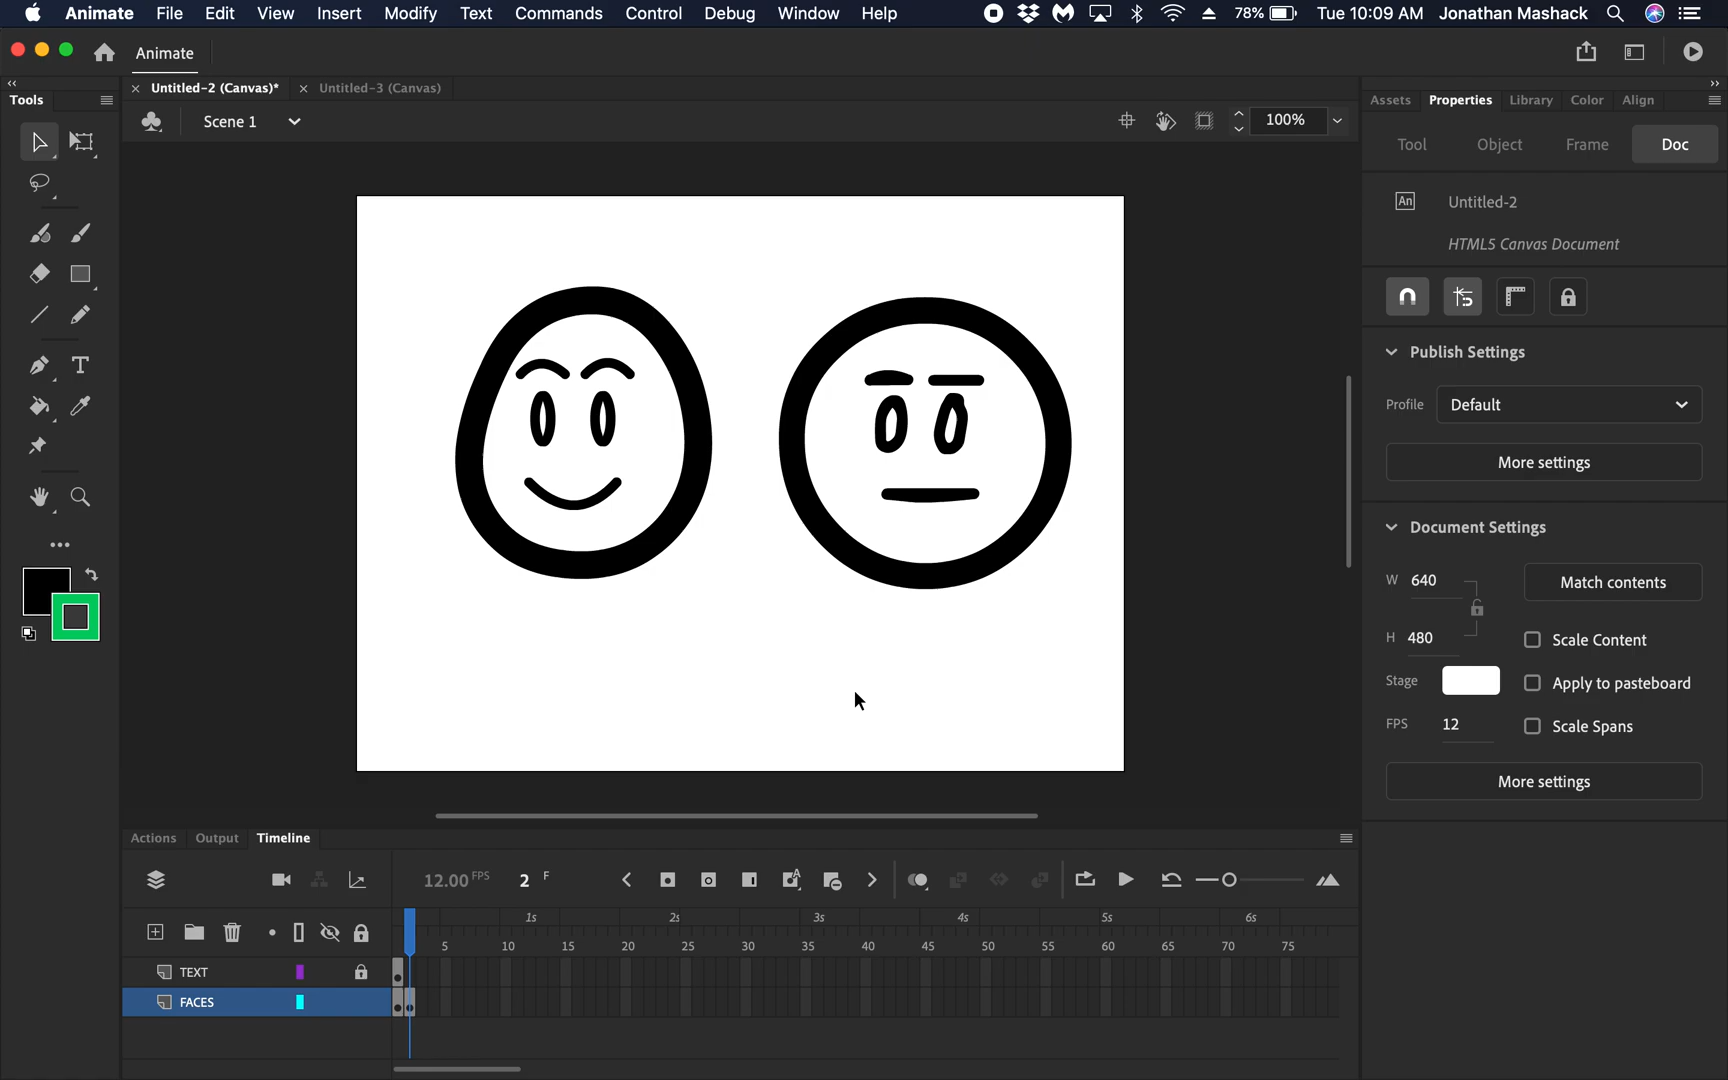 Animate File Edit View Insert Modify Text Commands Control Debug Window Help 78% Tue 10:09 AM Jonathan Mashack
Animate
Tools
Untitled-2 (Canvas)* Untitled-3 (Canvas)
Assets Properties Library Color Align
Scene 1 100%
Tool Object Frame Doc
An Untitled-2
HTML5 Canvas Document
Publish Settings
Profile Default
More settings
Document Settings
W 640 Match contents
H 480 Scale Content
Stage Apply to pasteboard
FPS 12 Scale Spans
More settings
T
Actions Output Timeline
12.00 FPS 2 F
1s 2s 3s 4s 5s 6s
5 10 15 20 25 30 35 40 45 50 55 60 65 70 75
TEXT
FACES